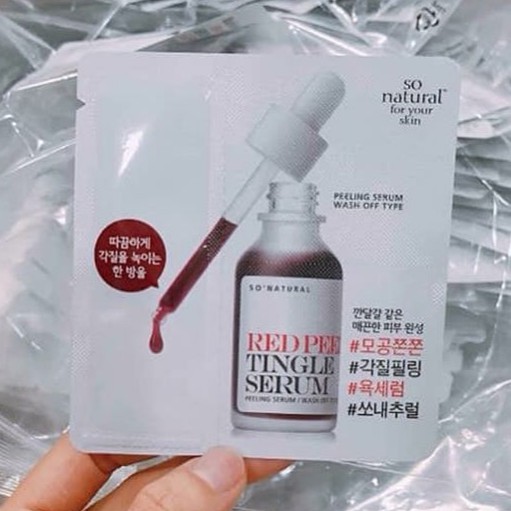 so
natural
for your
skin
PEELING SERUM
WASH OFF TYPE
따끔하게
각질을 녹이는
한 방울
SO'NATURAL
RED PEE
TINGLE
SERUM
PEELING SERUM / WASH OFF TYPE
깐달걀 같은
매끈한 피부 완성
#모공쫀쫀
#각질필링
#욕세럼
#쏘내추럴